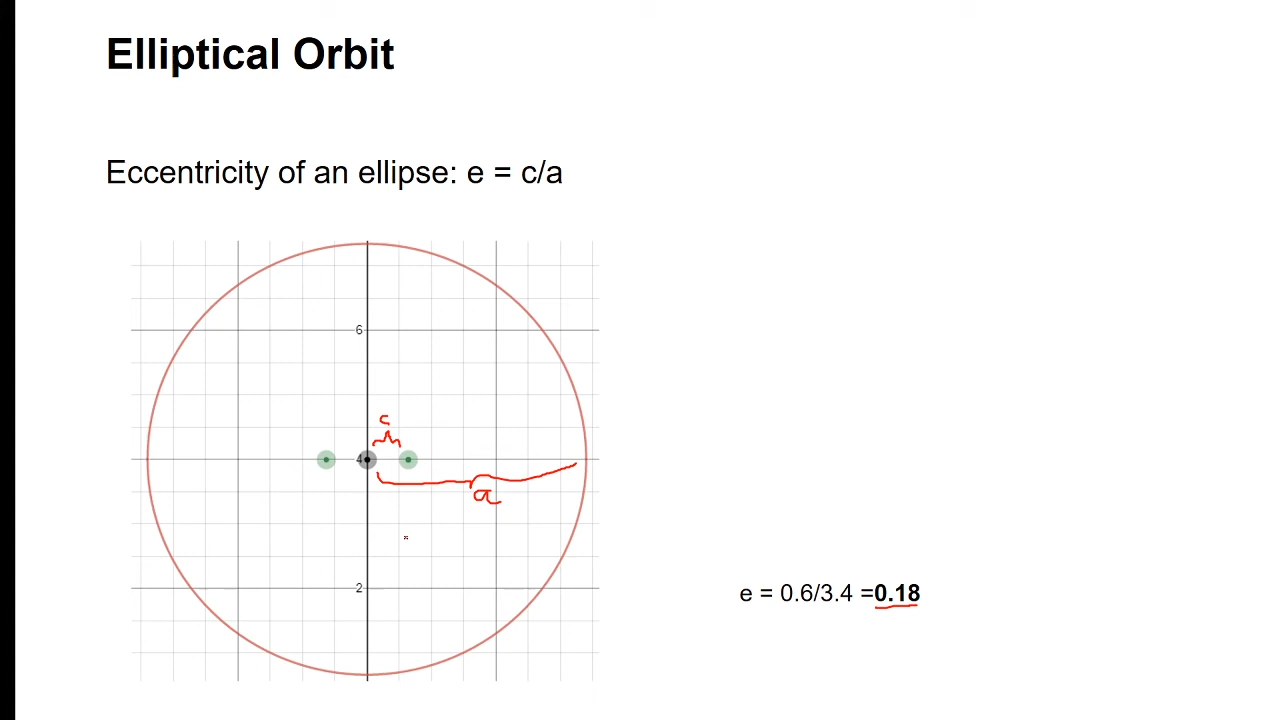 Elliptical Orbit
Eccentricity of an ellipse: e = c/a
6
c
4
a
2
e = 0.6/3.4 =0.18